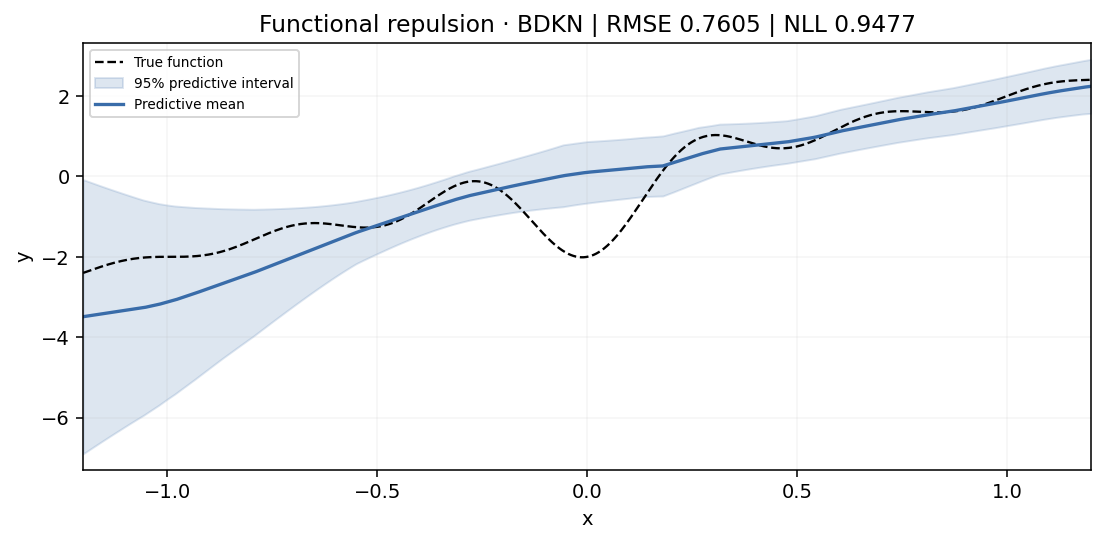 Functional repulsion · BDKN | RMSE 0.7605 | NLL 0.9477
True function
95% predictive interval
Predictive mean
y
2
0
−2
−4
−6
−1.0 −0.5 0.0 0.5 1.0
x